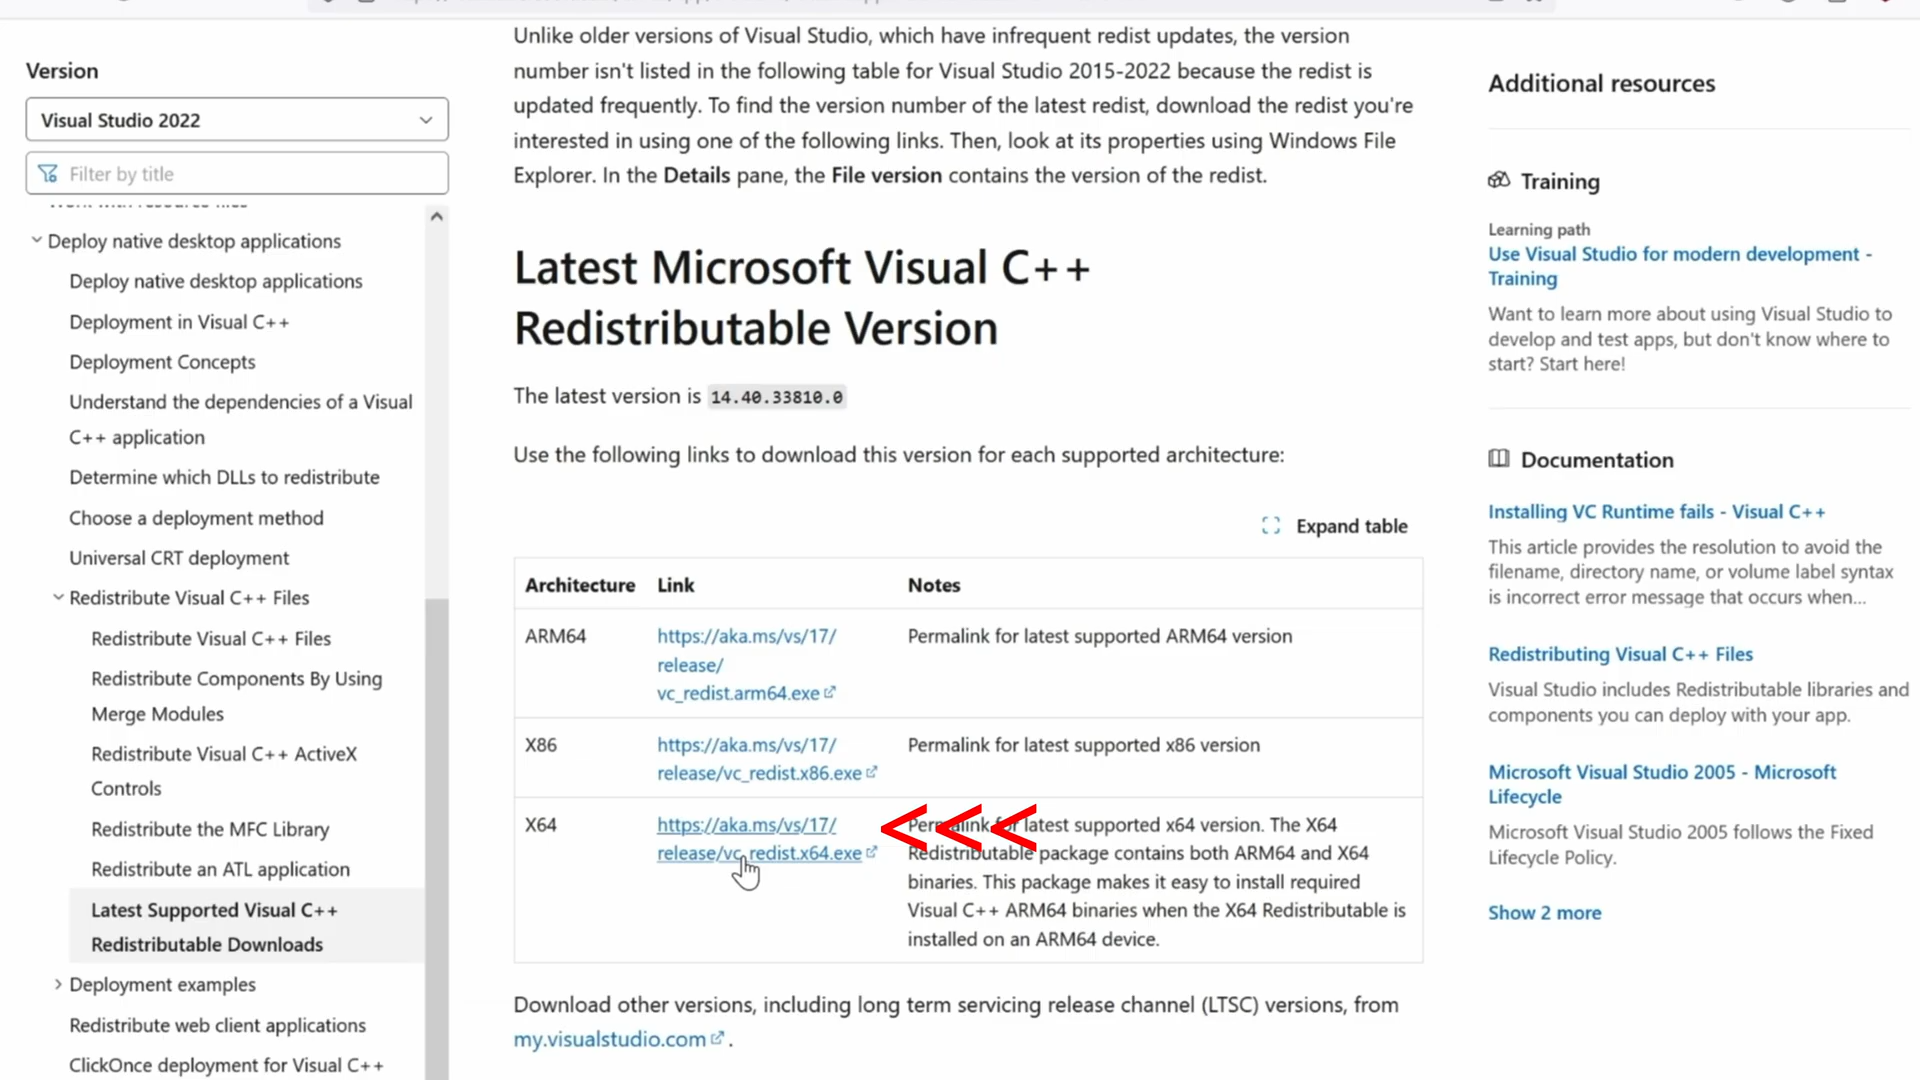 Version
Visual Studio 2022
Filter by title
Deploy native desktop applications
Deploy native desktop applications
Deployment in Visual C++
Deployment Concepts
Understand the dependencies of a Visual
C++ application
Determine which DLLs to redistribute
Choose a deployment method
Universal CRT deployment
Redistribute Visual C++ Files
Redistribute Visual C++ Files
Redistribute Components By Using
Merge Modules
Redistribute Visual C++ ActiveX
Controls
Redistribute the MFC Library
Redistribute an ATL application
Latest Supported Visual C++
Redistributable Downloads
Deployment examples
Redistribute web client applications
ClickOnce deployment for Visual C++
Unlike older versions of Visual Studio, which have infrequent redist updates, the version
number isn't listed in the following table for Visual Studio 2015-2022 because the redist is
updated frequently. To find the version number of the latest redist, download the redist you're
interested in using one of the following links. Then, look at its properties using Windows File
Explorer. In the Details pane, the File version contains the version of the redist.
Latest Microsoft Visual C++
Redistributable Version
The latest version is 14.40.33810.0
Use the following links to download this version for each supported architecture:
Expand table
Architecture Link Notes
ARM64 https://aka.ms/vs/17/ Permalink for latest supported ARM64 version
release/
vc_redist.arm64.exe
X86 https://aka.ms/vs/17/ Permalink for latest supported x86 version
release/vc_redist.x86.exe
X64 https://aka.ms/vs/17/ <<< Permalink for latest supported x64 version. The X64
release/vc_redist.x64.exe Redistributable package contains both ARM64 and X64
binaries. This package makes it easy to install required
Visual C++ ARM64 binaries when the X64 Redistributable is
installed on an ARM64 device.
Download other versions, including long term servicing release channel (LTSC) versions, from
my.visualstudio.com .
Additional resources
Training
Learning path
Use Visual Studio for modern development -
Training
Want to learn more about using Visual Studio to
develop and test apps, but don't know where to
start? Start here!
Documentation
Installing VC Runtime fails - Visual C++
This article provides the resolution to avoid the
filename, directory name, or volume label syntax
is incorrect error message that occurs when...
Redistributing Visual C++ Files
Visual Studio includes Redistributable libraries and
components you can deploy with your app.
Microsoft Visual Studio 2005 - Microsoft
Lifecycle
Microsoft Visual Studio 2005 follows the Fixed
Lifecycle Policy.
Show 2 more